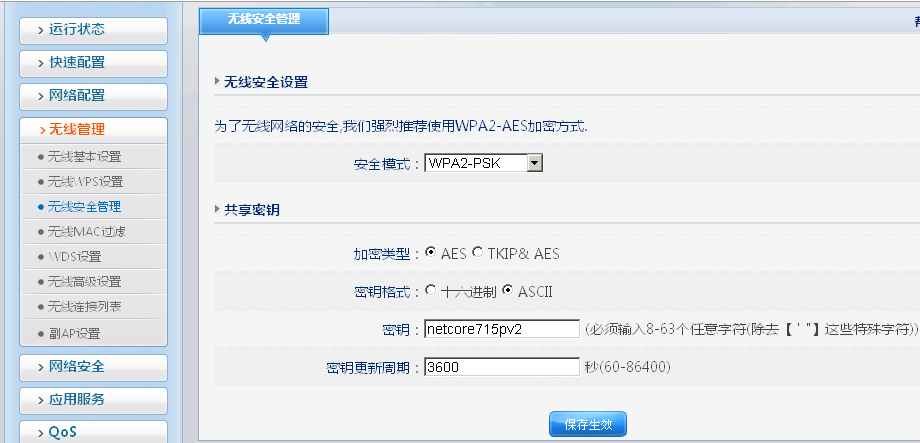 运行状态
快速配置
网络配置
无线管理
无线基本设置
无线WPS设置
无线安全管理
无线MAC过滤
WDS设置
无线高级设置
无线连接列表
副AP设置
网络安全
应用服务
QoS
无线安全管理
无线安全设置
为了无线网络的安全,我们强烈推荐使用WPA2-AES加密方式.
安全模式: WPA2-PSK
共享密钥
加密类型: AES TKIP& AES
密钥格式: 十六进制 ASCII
密钥: netcore715pv2 (必须输入8-63个任意字符(除去【 ' "】这些特殊字符))
密钥更新周期: 3600 秒(60-86400)
保存生效